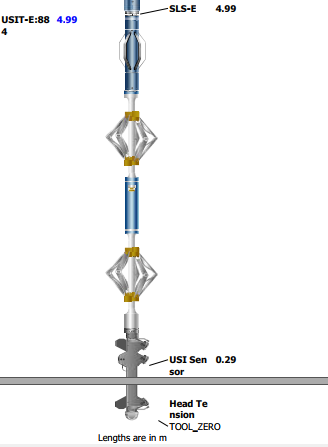 SLS-E 4.99
USIT-E:88 4.99
4
USI Sen 0.29
sor
Head Te
nsion
TOOL_ZERO
Lengths are in m